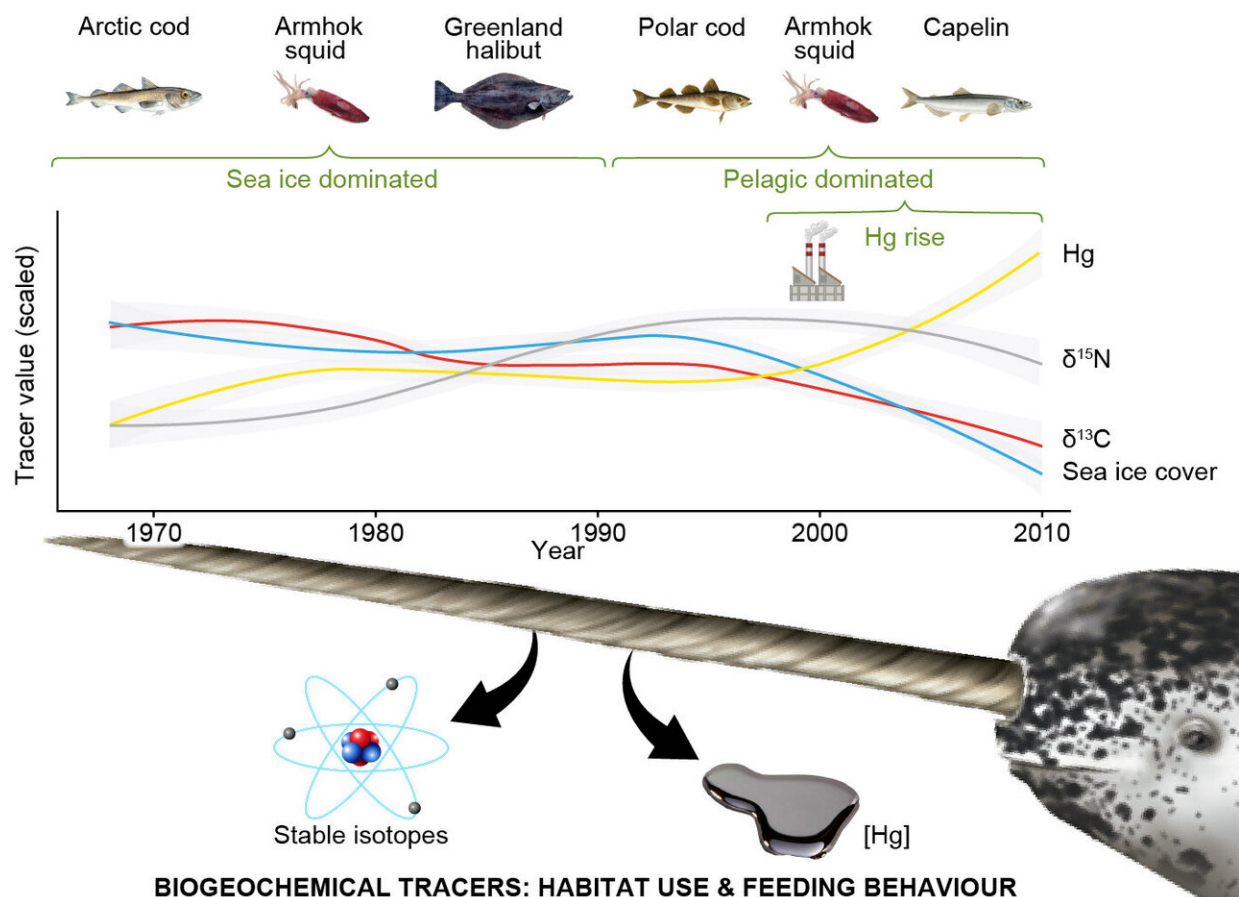 Arctic cod
Armhok
squid
Greenland
halibut
Polar cod
Armhok
squid
Capelin
Sea ice dominated
Pelagic dominated
Hg rise
Hg
δ¹⁵N
δ¹³C
Sea ice cover
Tracer value (scaled)
1970 1980 1990 2000 2010
Year
Stable isotopes
[Hg]
BIOGEOCHEMICAL TRACERS: HABITAT USE & FEEDING BEHAVIOUR